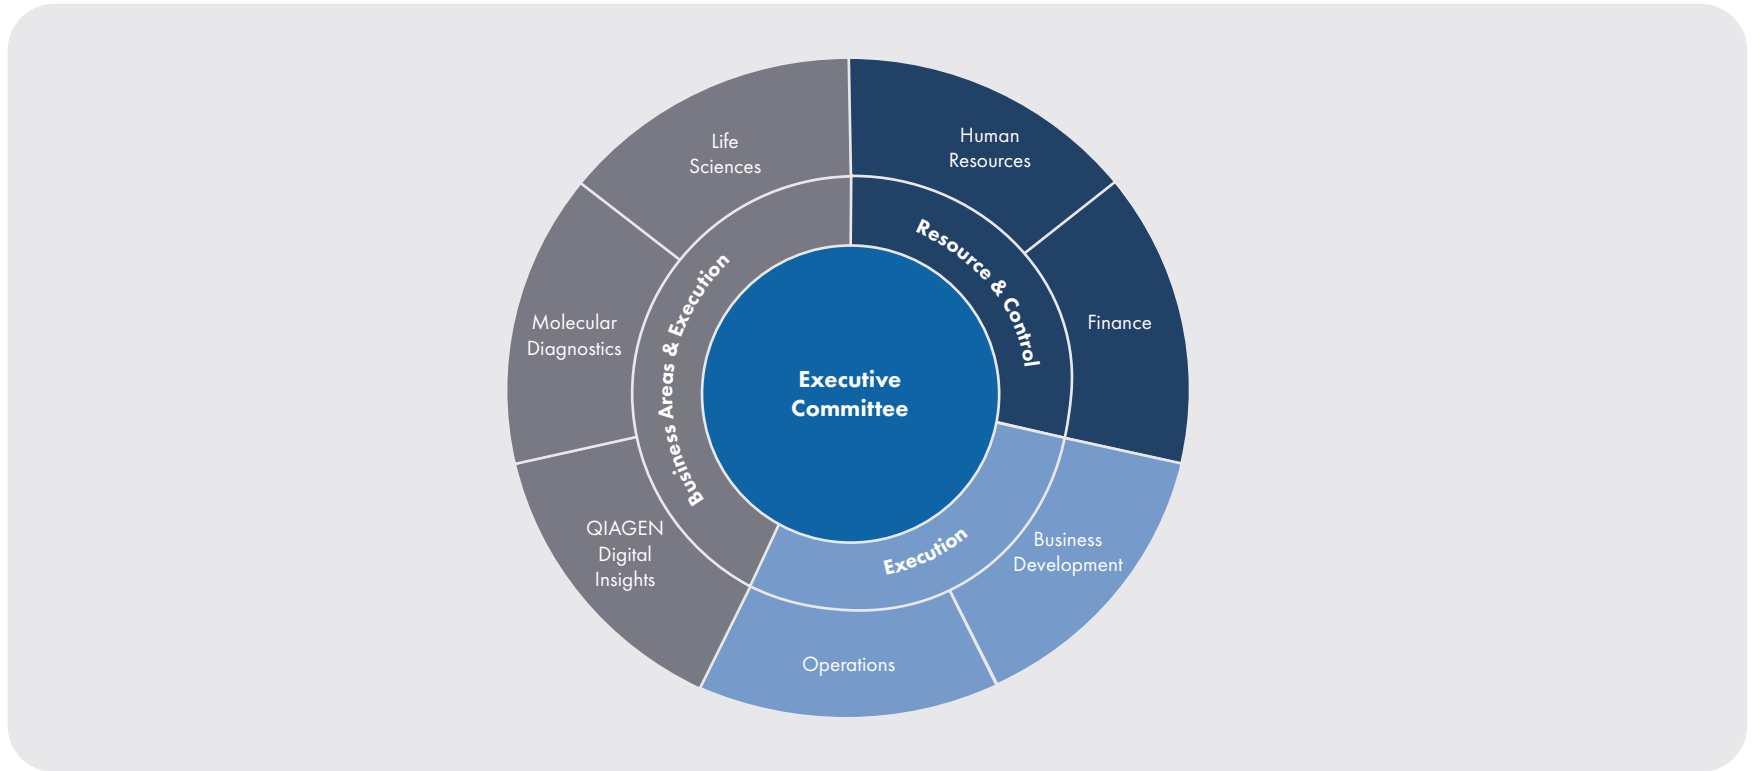 Life
Sciences
Human
Resources
Resource & Control
Business Areas & Execution
Molecular
Diagnostics
Finance
Executive
Committee
QIAGEN
Digital
Insights
Execution
Business
Development
Operations